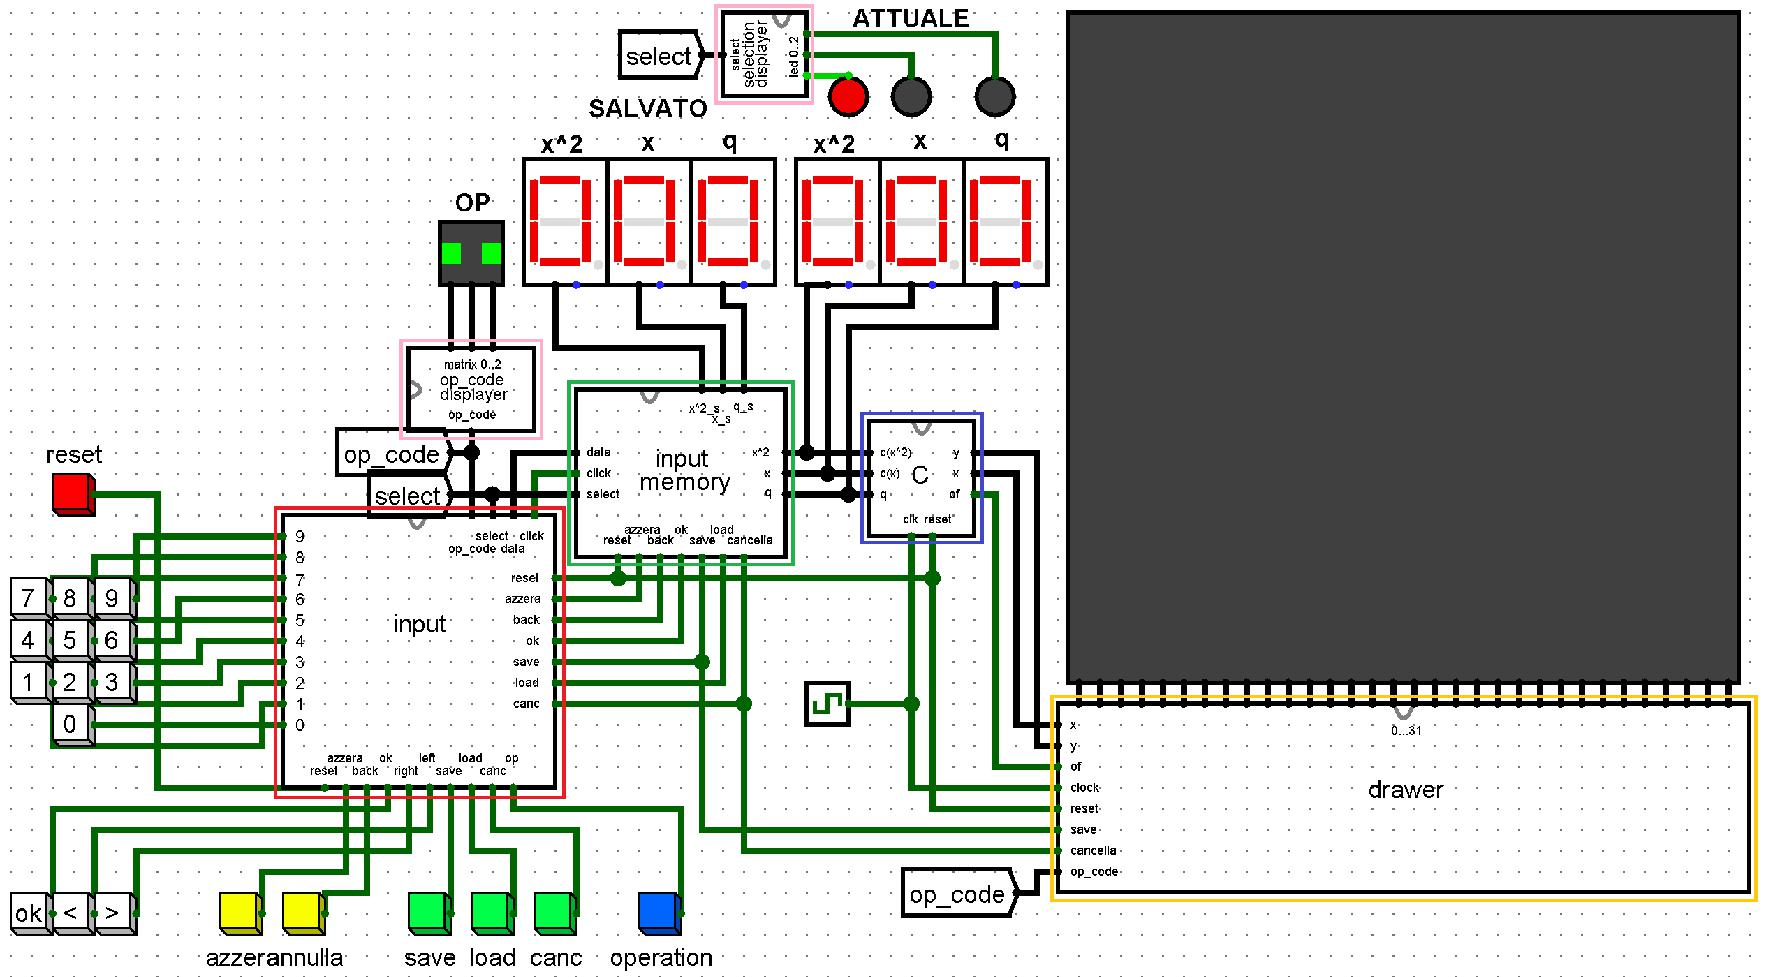 ATTUALE
select
select
selection
displayer
led 0..2
SALVATO
x^2
x
q
x^2
x
q
OP
matrix 0..2
op_code
displayer
op_code
x^2_s
x_s
q_s
op_code
select
data
click
select
input
memory
x^2
x
q
azzera ok load
reset back save cancella
c(x^2)
c(x)
q
C
y
x
of
clk reset
reset
select click
op_code data
9
8
7
6
5
4
3
2
1
0
input
reset
azzera
back
ok
save
load
canc
azzera ok left load op
reset back right save canc
7 8 9
4 5 6
1 2 3
0
x
y
of
clock
reset
save
cancella
op_code
0...31
drawer
op_code
ok < >
azzerannulla save load canc operation